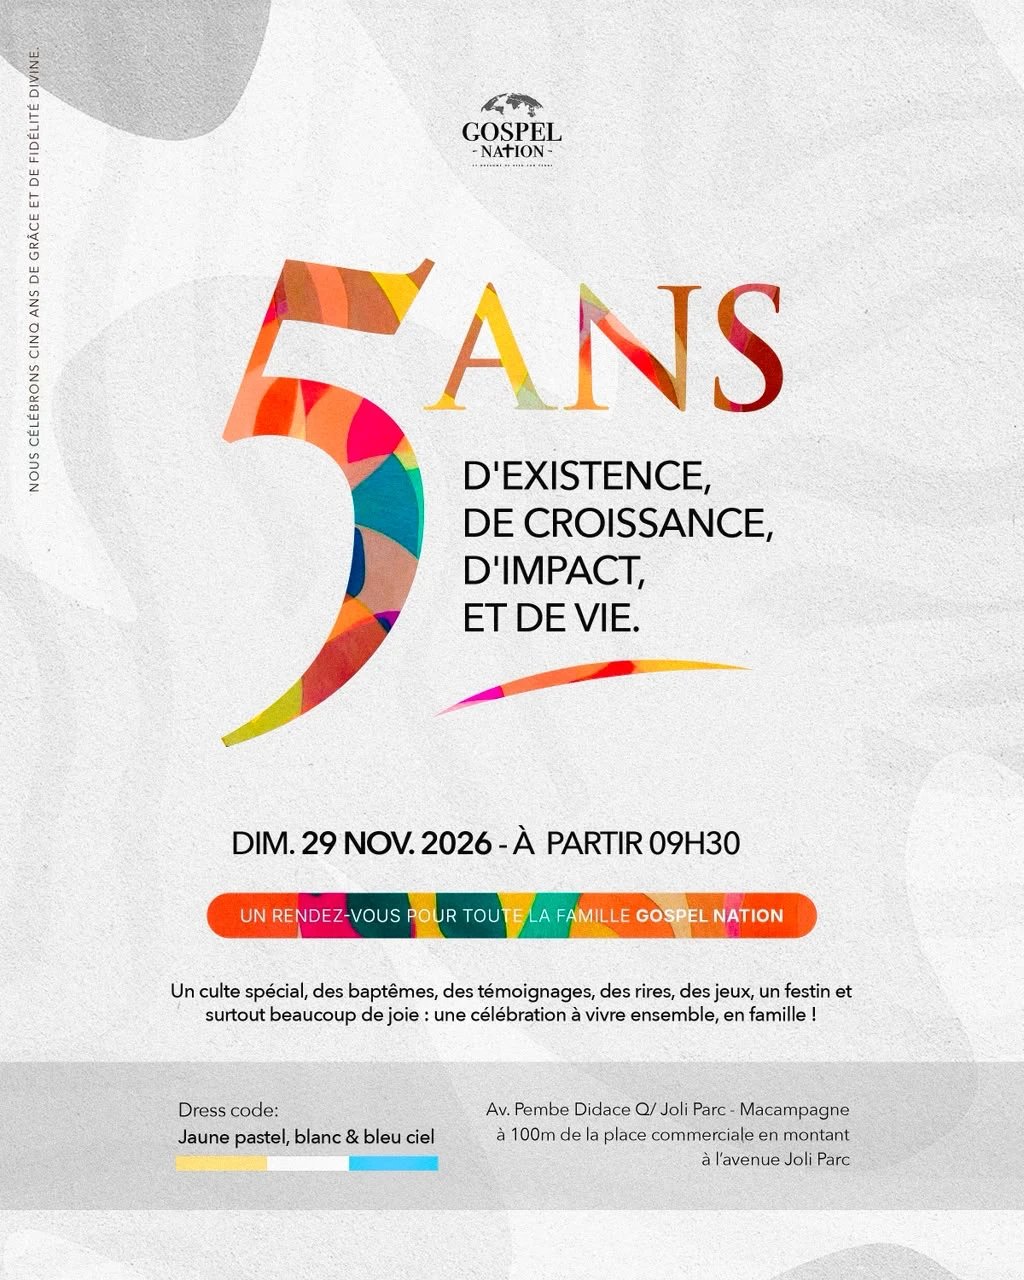 NOUS CÉLÉBRONS CINQ ANS DE GRÂCE ET DE FIDÉLITÉ DIVINE.
GOSPEL
- NATION -
5 ANS
D'EXISTENCE,
DE CROISSANCE,
D'IMPACT,
ET DE VIE.
DIM. 29 NOV. 2026 - À PARTIR 09H30
UN RENDEZ-VOUS POUR TOUTE LA FAMILLE GOSPEL NATION
Un culte spécial, des baptêmes, des témoignages, des rires, des jeux, un festin et
surtout beaucoup de joie : une célébration à vivre ensemble, en famille !
Dress code:
Jaune pastel, blanc & bleu ciel
Av. Pembe Didace Q/ Joli Parc - Macampagne
à 100m de la place commerciale en montant
à l'avenue Joli Parc